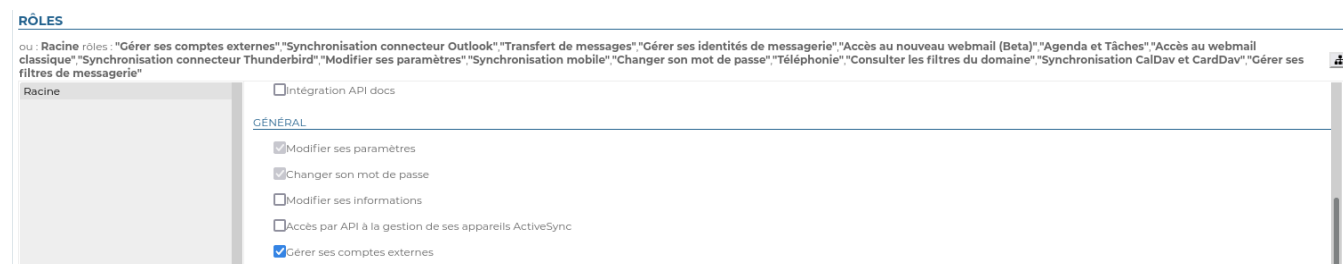 RÔLES
ou : Racine rôles : "Gérer ses comptes externes","Synchronisation connecteur Outlook","Transfert de messages","Gérer ses identités de messagerie","Accès au nouveau webmail (Beta)","Agenda et Tâches","Accès au webmail
classique","Synchronisation connecteur Thunderbird","Modifier ses paramètres","Synchronisation mobile","Changer son mot de passe","Téléphonie","Consulter les filtres du domaine","Synchronisation CalDav et CardDav","Gérer ses
filtres de messagerie"
Racine
Intégration API docs
GÉNÉRAL
Modifier ses paramètres
Changer son mot de passe
Modifier ses informations
Accès par API à la gestion de ses appareils ActiveSync
Gérer ses comptes externes